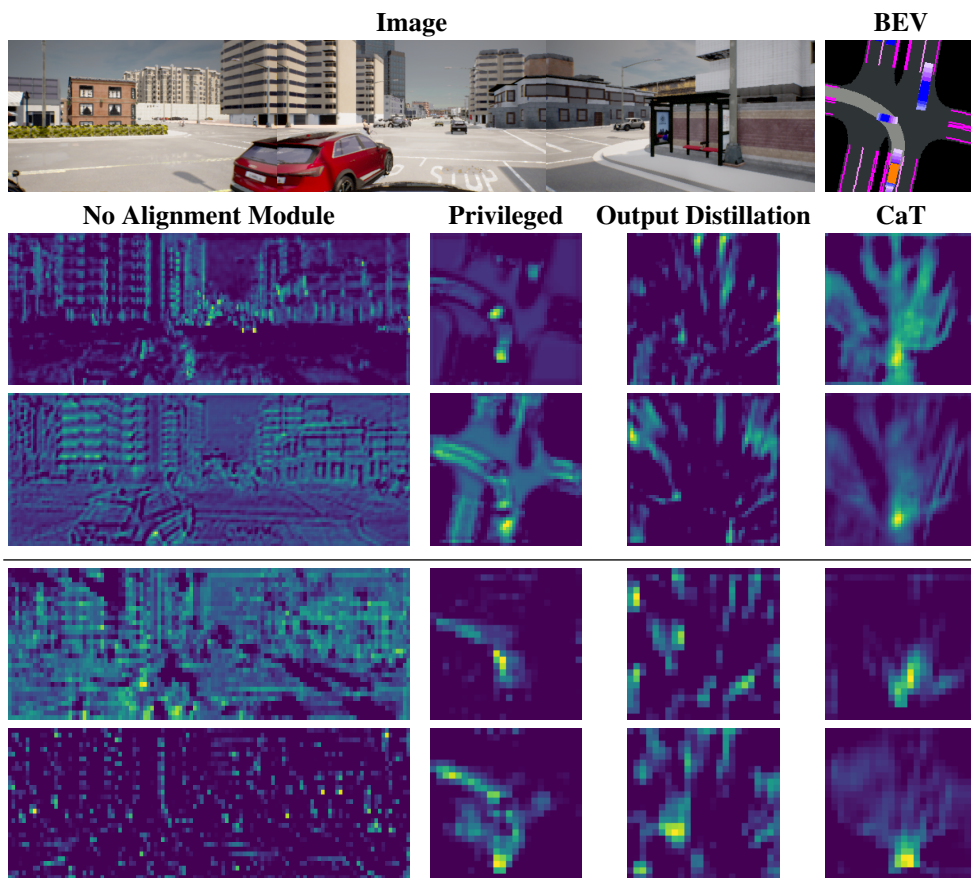 Image
BEV
STOP
No Alignment Module
Privileged
Output Distillation
CaT